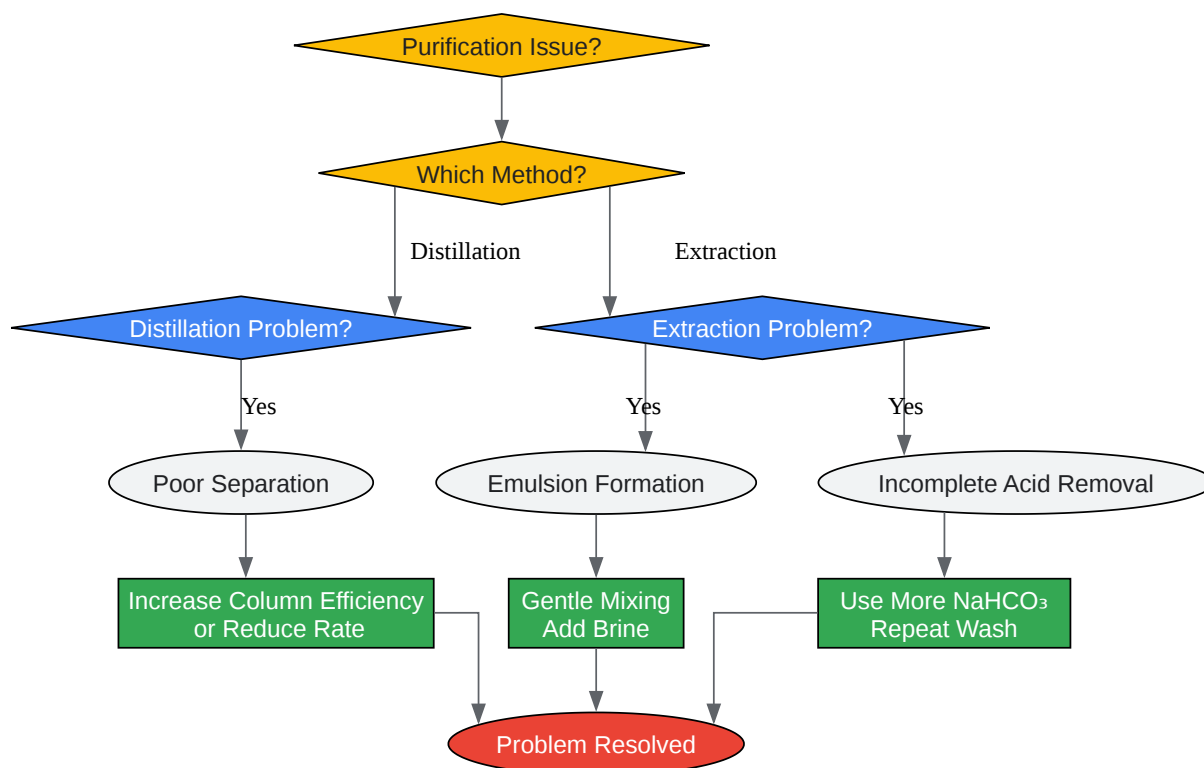 Purification Issue?
Which Method?
Distillation
Extraction
Distillation Problem?
Extraction Problem?
Yes
Yes
Yes
Poor Separation
Emulsion Formation
Incomplete Acid Removal
Increase Column Efficiency
or Reduce Rate
Gentle Mixing
Add Brine
Use More NaHCO₃
Repeat Wash
Problem Resolved